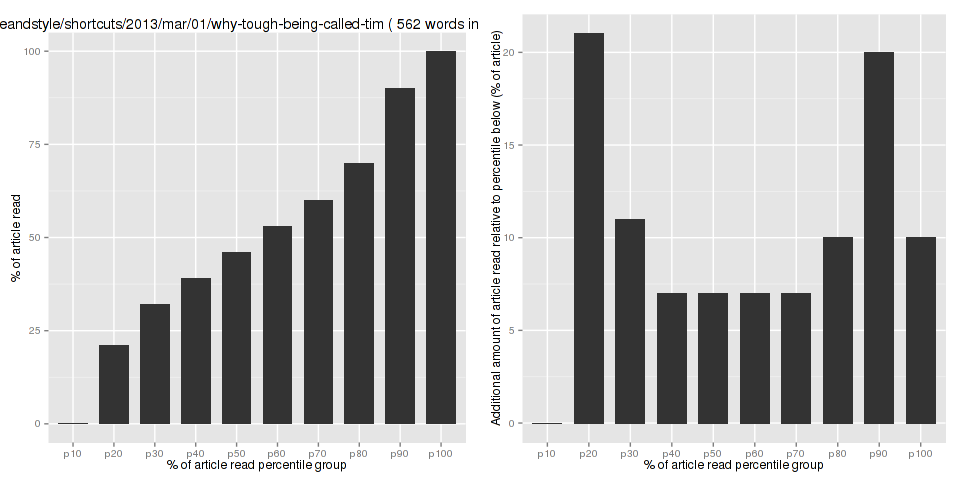 eandstyle/shortcuts/2013/mar/01/why-tough-being-called-tim ( 562 words in
100
75
50
25
0
% of article read
p10 p20 p30 p40 p50 p60 p70 p80 p90 p100
% of article read percentile group
20
15
10
5
0
Additional amount of article read relative to percentile below (% of article)
p10 p20 p30 p40 p50 p60 p70 p80 p90 p100
% of article read percentile group